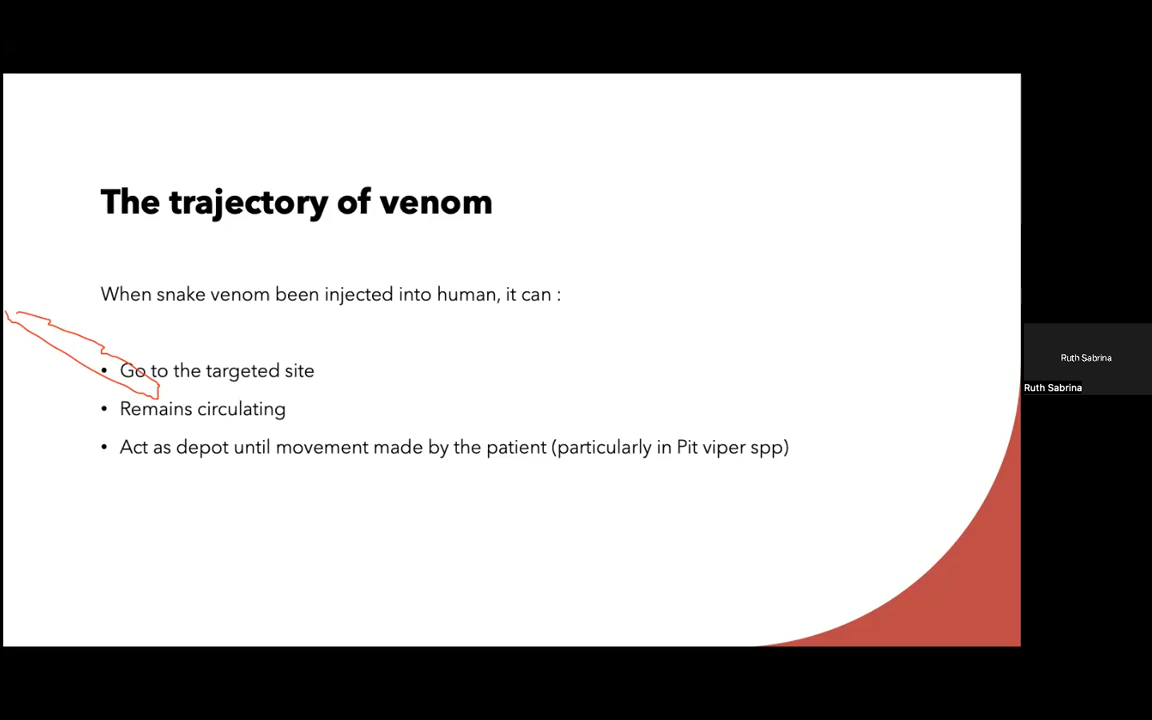 The trajectory of venom
When snake venom been injected into human, it can :
• Go to the targeted site
• Remains circulating
• Act as depot until movement made by the patient (particularly in Pit viper spp)
Ruth Sabrina
Ruth Sabrina